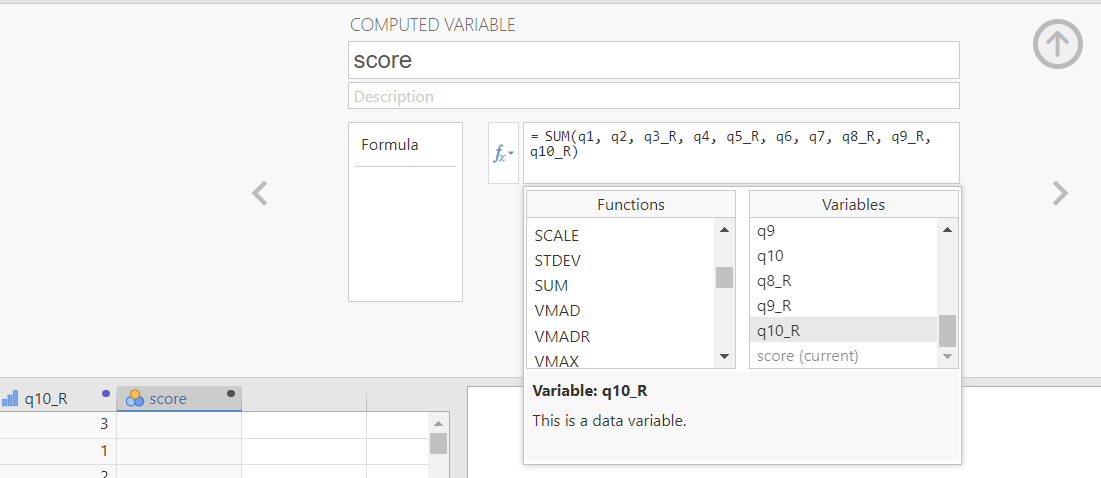 COMPUTED VARIABLE
score
Description
Formula
fx
= SUM(q1, q2, q3_R, q4, q5_R, q6, q7, q8_R, q9_R,
q10_R)
Functions
SCALE
STDEV
SUM
VMAD
VMADR
VMAX
Variables
q9
q10
q8_R
q9_R
q10_R
score (current)
Variable: q10_R
This is a data variable.
q10_R
score
3
1
2